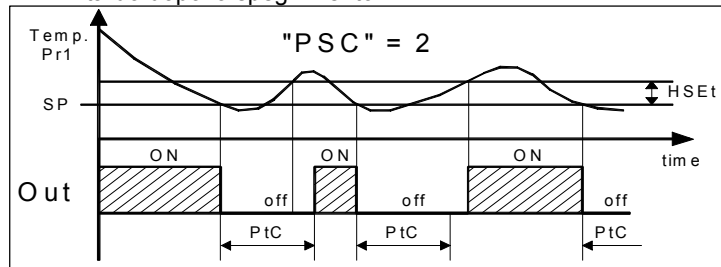 Temp.
Pr1
"PSC" = 2
HSEt
SP
ON
ON
ON
time
Out
off
off
off
PtC
PtC
PtC